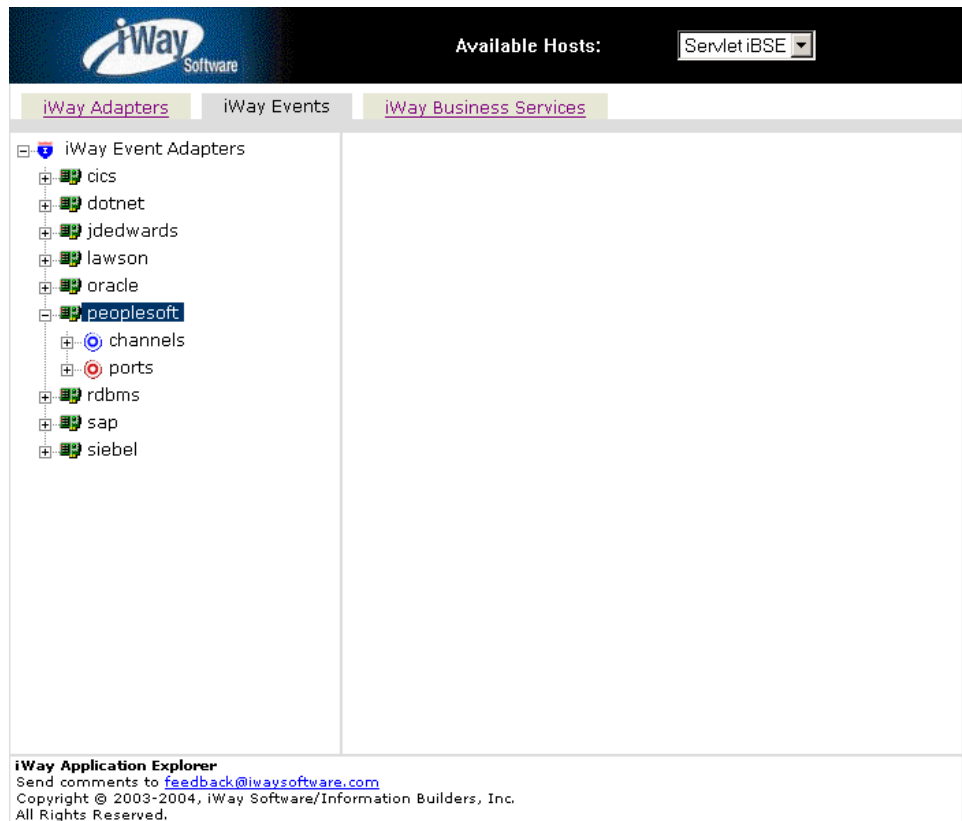 iWay
Software
Available Hosts:
Servlet iBSE
iWay Adapters
iWay Events
iWay Business Services
iWay Event Adapters
cics
dotnet
jdedwards
lawson
oracle
peoplesoft
channels
ports
rdbms
sap
siebel
iWay Application Explorer
Send comments to feedback@iwaysoftware.com
Copyright © 2003-2004, iWay Software/Information Builders, Inc.
All Rights Reserved.